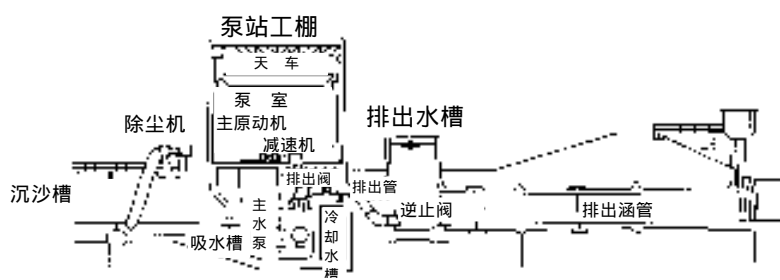 泵站工棚
天 车
泵 室
主原动机
减速机
除尘机
排出水槽
沉沙槽
排出阀
排出管
主水泵
冷却水槽
吸水槽
逆止阀
排出涵管